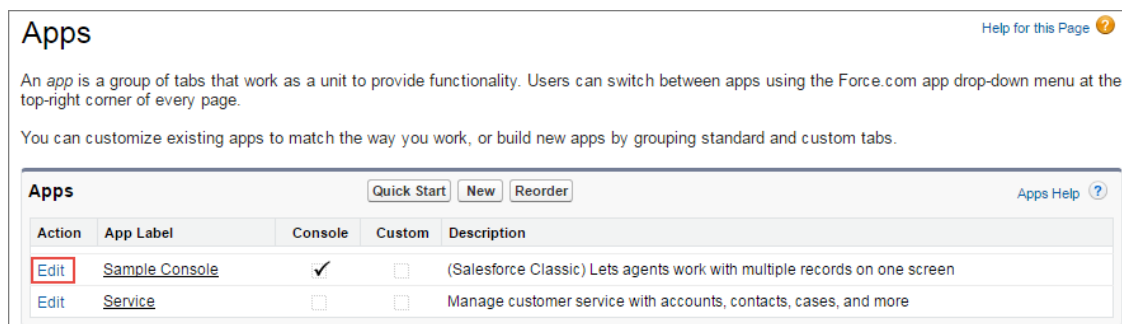 Apps
Help for this Page ?
An app is a group of tabs that work as a unit to provide functionality. Users can switch between apps using the Force.com app drop-down menu at the
top-right corner of every page.
You can customize existing apps to match the way you work, or build new apps by grouping standard and custom tabs.
Apps Quick Start New Reorder Apps Help ?
Action App Label Console Custom Description
Edit Sample Console ✓ (Salesforce Classic) Lets agents work with multiple records on one screen
Edit Service Manage customer service with accounts, contacts, cases, and more